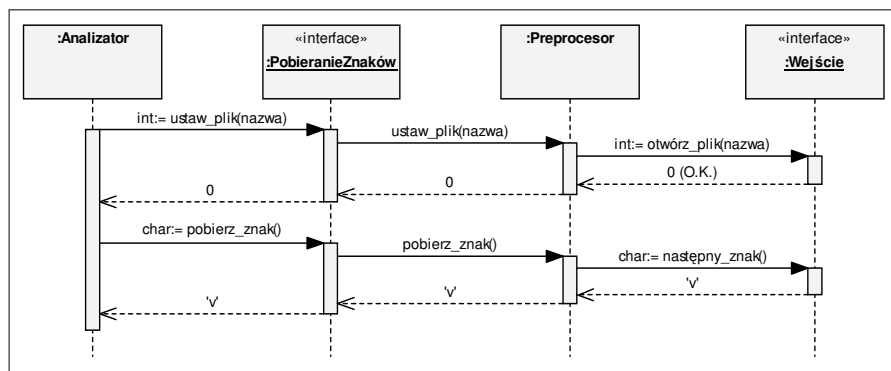 :Analizator
«interface»
:PobieranieZnaków
:Preprocesor
«interface»
:Wejście
int:= ustaw_plik(nazwa)
ustaw_plik(nazwa)
int:= otwórz_plik(nazwa)
0 (O.K.)
0
0
char:= pobierz_znak()
pobierz_znak()
char:= następny_znak()
'v'
'v'
'v'